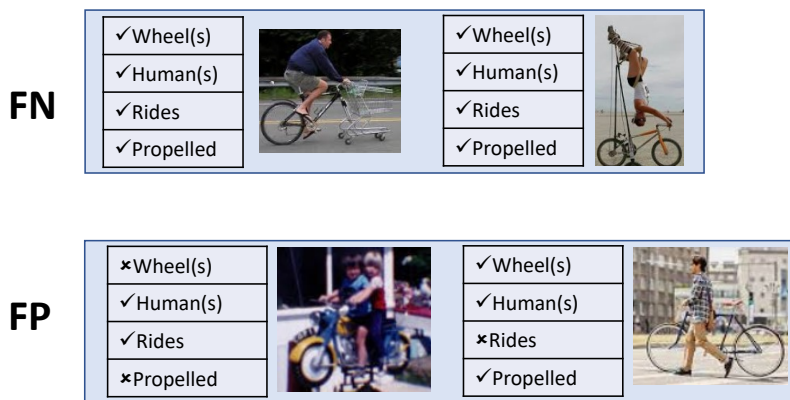 FN
✓Wheel(s)
✓Human(s)
✓Rides
✓Propelled
✓Wheel(s)
✓Human(s)
✓Rides
✓Propelled
FP
×Wheel(s)
✓Human(s)
✓Rides
×Propelled
✓Wheel(s)
✓Human(s)
×Rides
✓Propelled